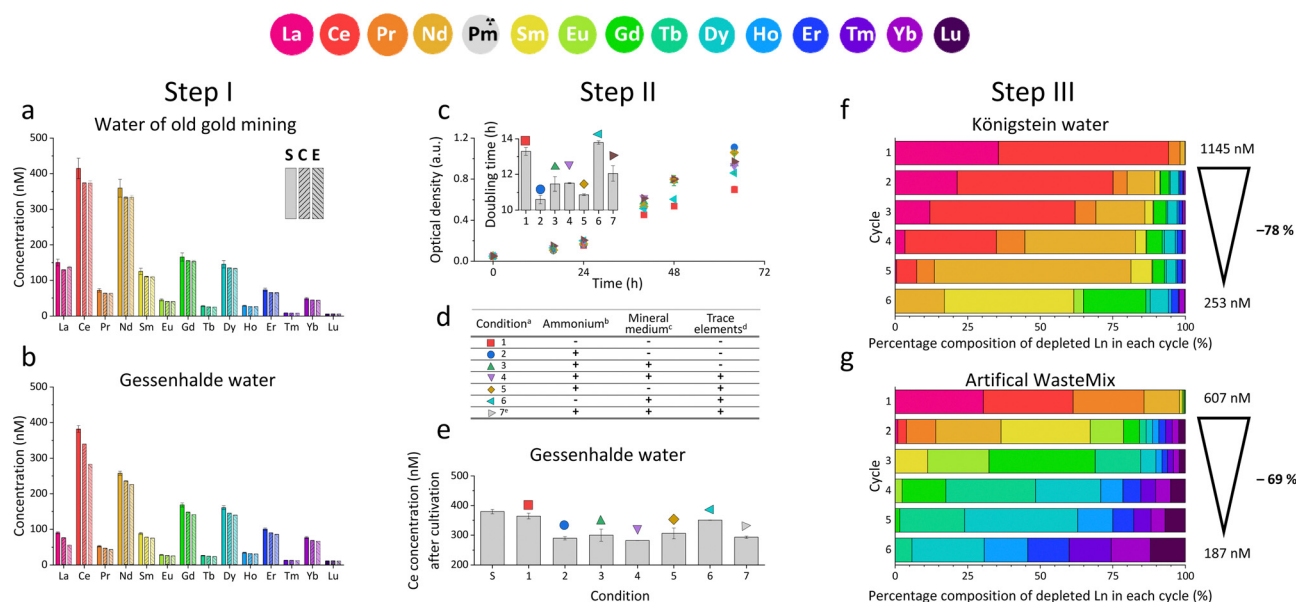 La Ce Pr Nd Pm Sm Eu Gd Tb Dy Ho Er Tm Yb Lu
Step I
Step II
Step III
a
Water of old gold mining
S C E
Concentration (nM)
500
400
300
200
100
0
La Ce Pr Nd Sm Eu Gd Tb Dy Ho Er Tm Yb Lu
b
Gessenhalde water
Concentration (nM)
500
400
300
200
100
0
La Ce Pr Nd Sm Eu Gd Tb Dy Ho Er Tm Yb Lu
c
Optical density (a.u.)
1.2
0.8
0.4
0.0
Doubling time (h)
14
12
10
1 2 3 4 5 6 7
0 24 48 72
Time (h)
d
Conditionᵃ Ammoniumᵇ Mineral mediumᶜ Trace elementsᵈ
1 - - -
2 + - -
3 + + -
4 + + +
5 + - +
6 - + +
7ᵉ + + +
e
Gessenhalde water
Ce concentration (nM)
after cultivation
500
400
300
200
S 1 2 3 4 5 6 7
Condition
f
Königstein water
Cycle
1
2
3
4
5
6
0 25 50 75 100
Percentage composition of depleted Ln in each cycle (%)
1145 nM
–78 %
253 nM
g
Artifical WasteMix
Cycle
1
2
3
4
5
6
0 25 50 75 100
Percentage composition of depleted Ln in each cycle (%)
607 nM
– 69 %
187 nM